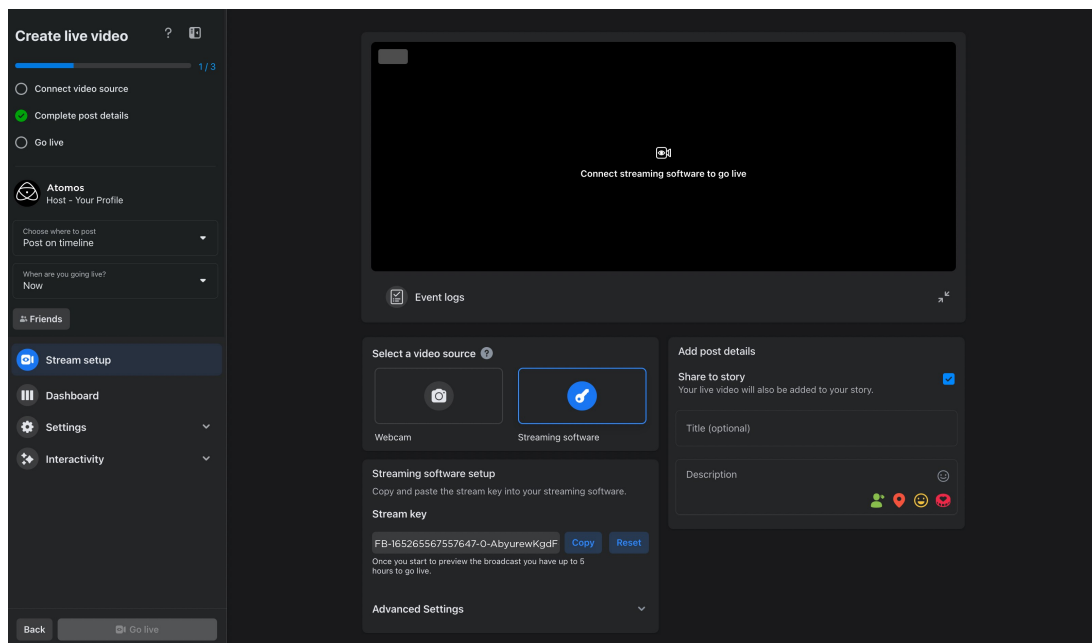 Create live video
1 / 3
Connect video source
Complete post details
Go live
Atomos
Host - Your Profile
Choose where to post
Post on timeline
When are you going live?
Now
Friends
Stream setup
Dashboard
Settings
Interactivity
Back
Go live
Connect streaming software to go live
Event logs
Select a video source
Webcam
Streaming software
Streaming software setup
Copy and paste the stream key into your streaming software.
Stream key
FB-165265567557647-0-AbyurewKgdF
Copy
Reset
Once you start to preview the broadcast you have up to 5
hours to go live.
Advanced Settings
Add post details
Share to story
Your live video will also be added to your story.
Title (optional)
Description